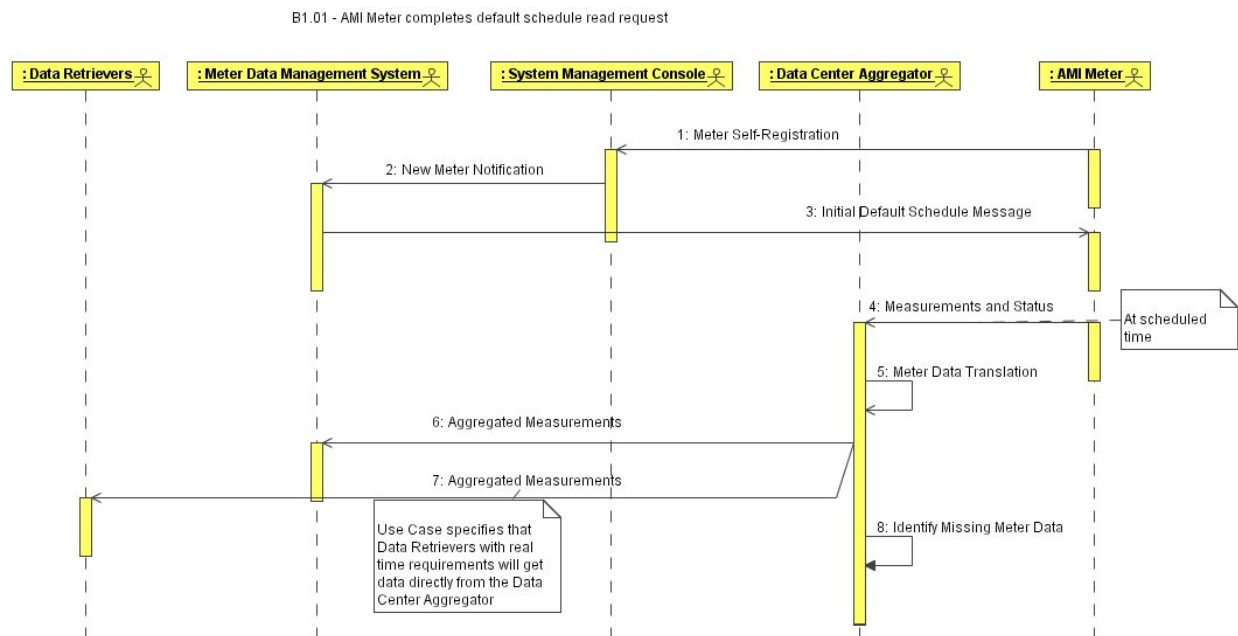 B1.01 - AMI Meter completes default schedule read request
: Data Retrievers
: Meter Data Management System
: System Management Console
: Data Center Aggregator
: AMI Meter
1: Meter Self-Registration
2: New Meter Notification
3: Initial Default Schedule Message
4: Measurements and Status
At scheduled
time
5: Meter Data Translation
6: Aggregated Measurements
7: Aggregated Measurements
Use Case specifies that
Data Retrievers with real
time requirements will get
data directly from the Data
Center Aggregator
8: Identify Missing Meter Data